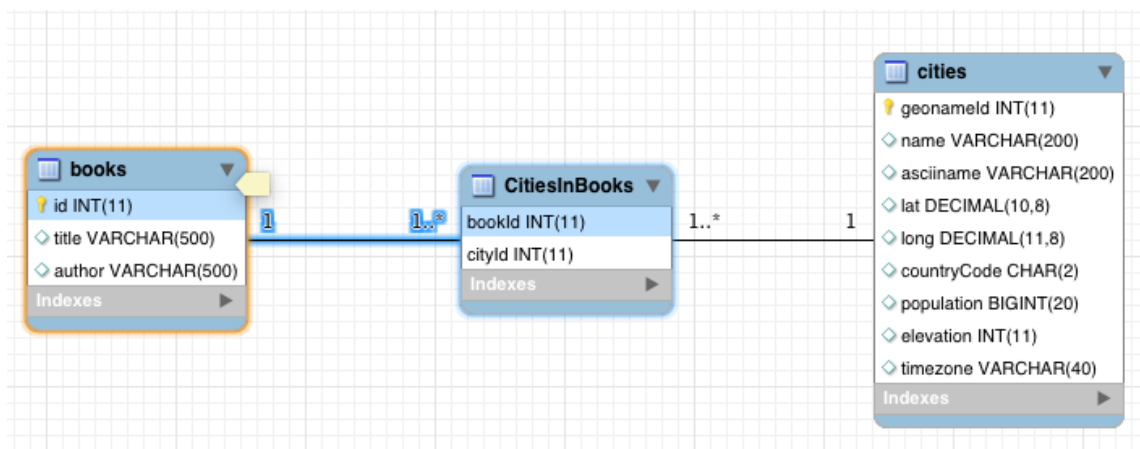 books
id INT(11)
title VARCHAR(500)
author VARCHAR(500)
Indexes
1
1..*
CitiesInBooks
bookId INT(11)
cityId INT(11)
Indexes
1..*
1
cities
geonameId INT(11)
name VARCHAR(200)
asciiname VARCHAR(200)
lat DECIMAL(10,8)
long DECIMAL(11,8)
countryCode CHAR(2)
population BIGINT(20)
elevation INT(11)
timezone VARCHAR(40)
Indexes